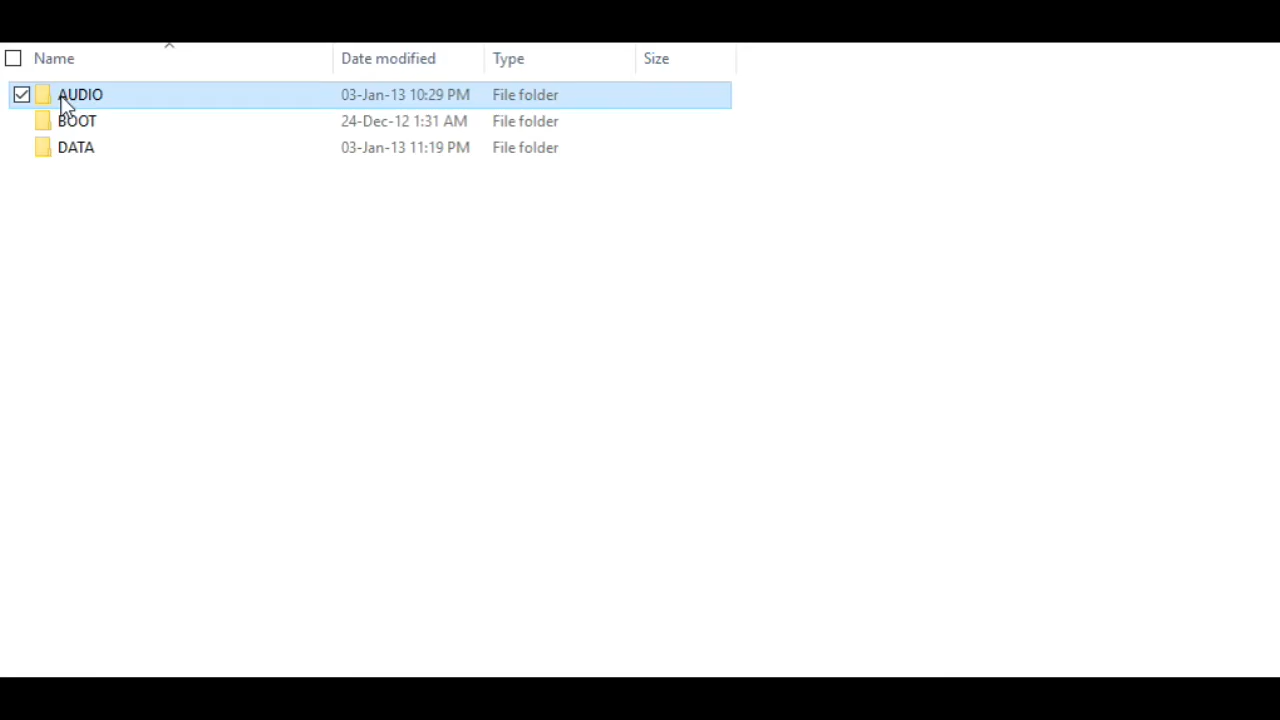 Name Date modified Type Size
AUDIO 03-Jan-13 10:29 PM File folder
BOOT 24-Dec-12 1:31 AM File folder
DATA 03-Jan-13 11:19 PM File folder